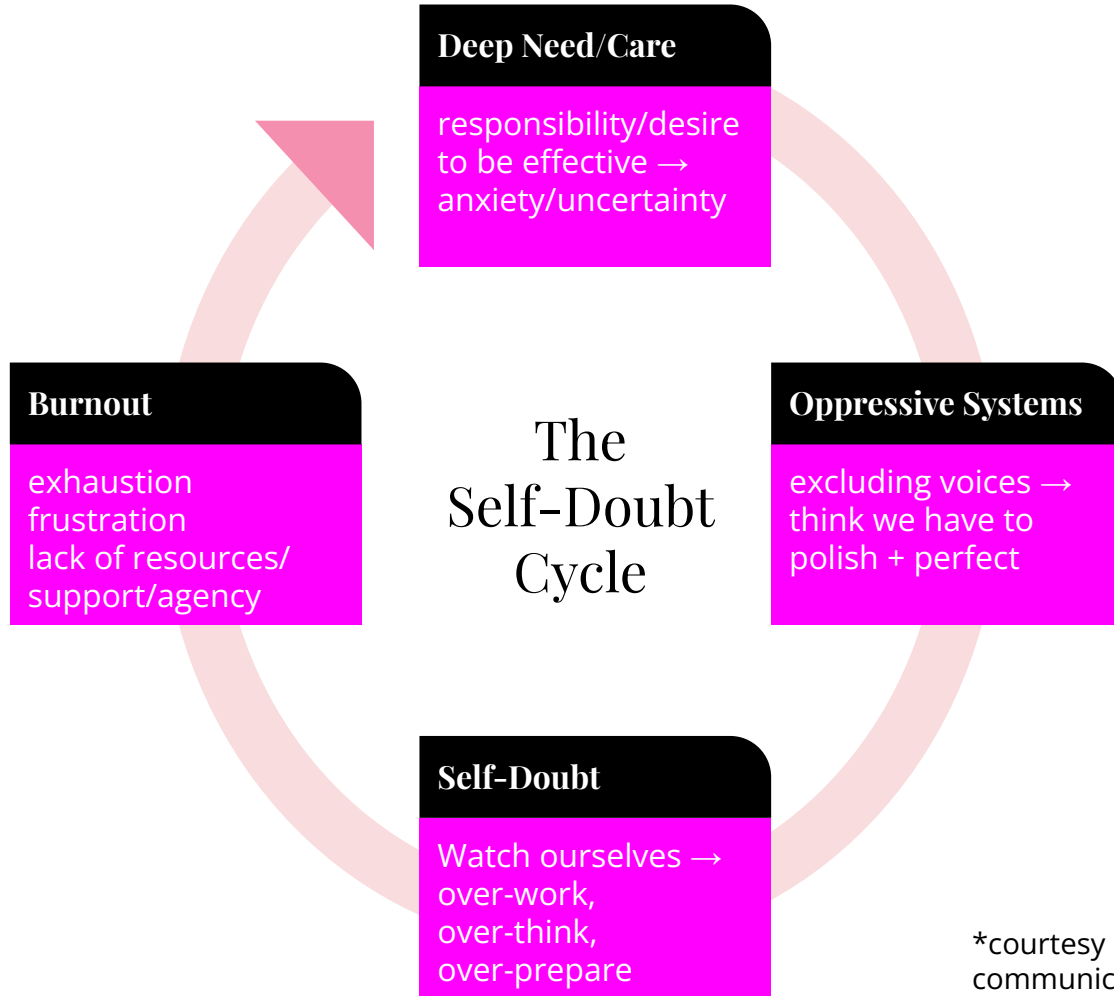 Deep Need/Care
responsibility/desire
to be effective →
anxiety/uncertainty
Oppressive Systems
excluding voices →
think we have to
polish + perfect
Self-Doubt
Watch ourselves →
over-work,
over-think,
over-prepare
Burnout
exhaustion
frustration
lack of resources/
support/agency
The
Self-Doubt
Cycle
*courtesy